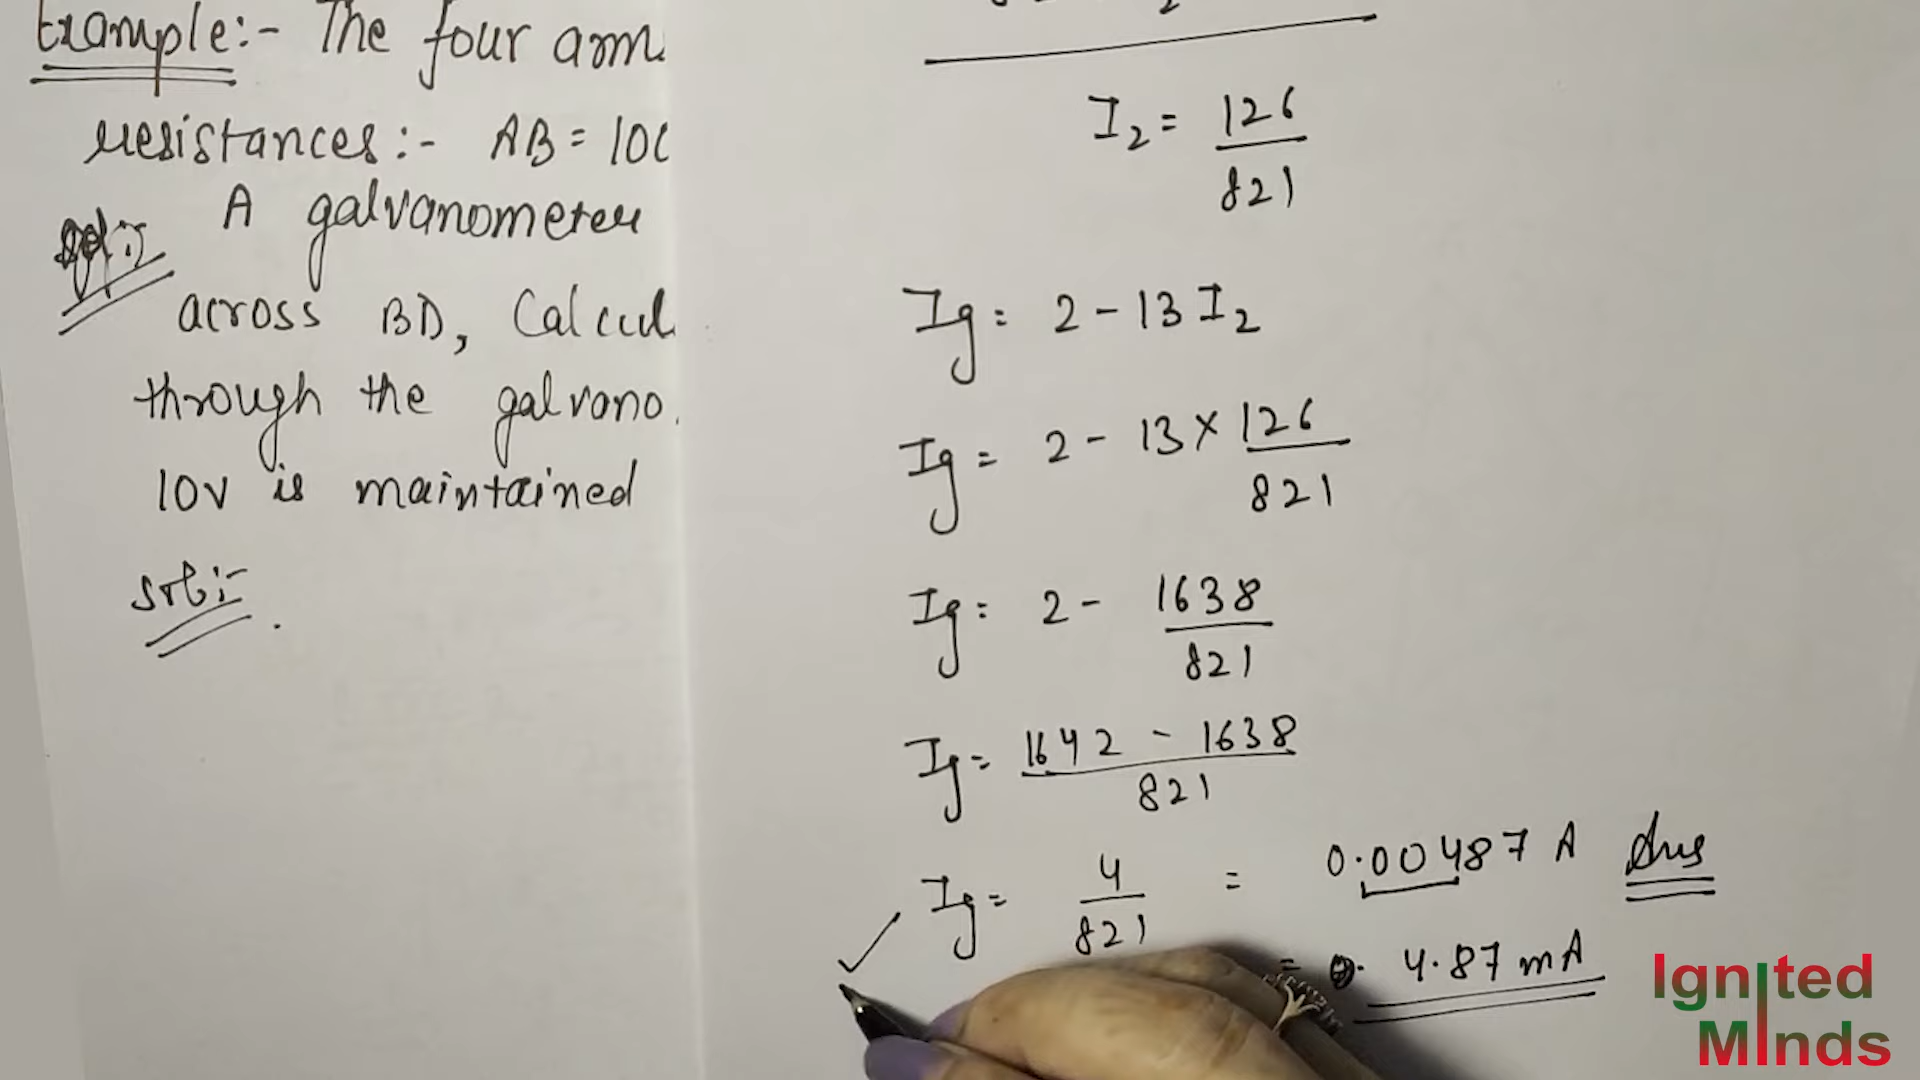 Example:- The four arm
resistances:- AB = 10
A galvanometer
across BD, Calcul
through the galvano
10v is maintained
sol:-
I2 = 126/821
Ig = 2 - 13 I2
Ig = 2 - 13 × 126/821
Ig = 2 - 1638/821
Ig = 1642 - 1638/821
Ig = 4/821 = 0.00487 A Ans
= 4.87 mA
Ignited
Minds